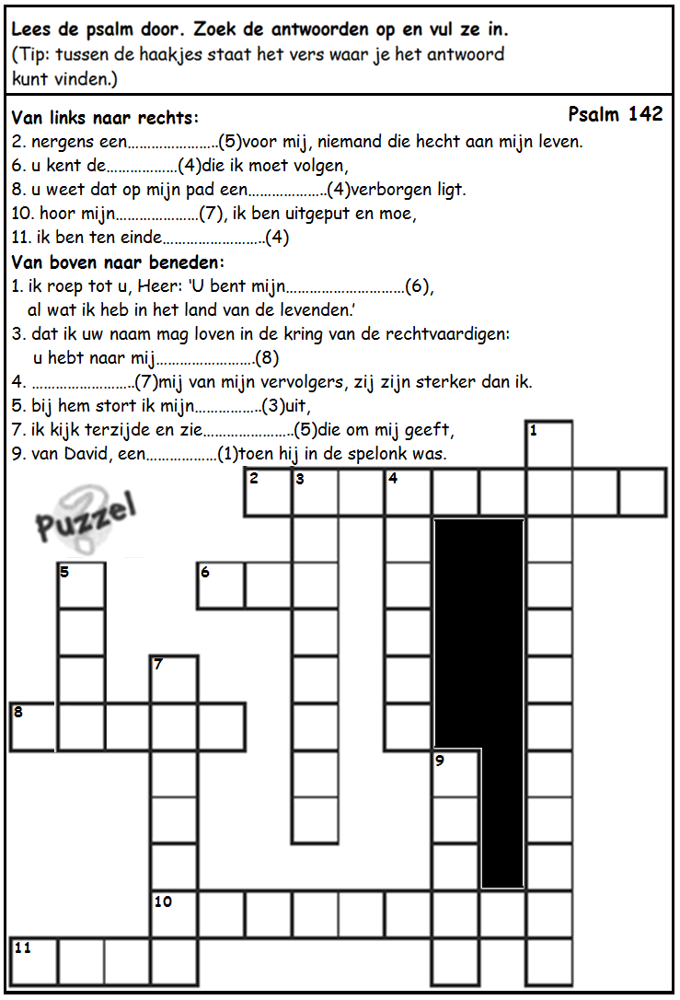 Lees de psalm door. Zoek de antwoorden op en vul ze in.
(Tip: tussen de haakjes staat het vers waar je het antwoord
kunt vinden.)
Psalm 142
Van links naar rechts:
2. nergens een…………………..(5)voor mij, niemand die hecht aan mijn leven.
6. u kent de………………(4)die ik moet volgen,
8. u weet dat op mijn pad een………………..(4)verborgen ligt.
10. hoor mijn…………………(7), ik ben uitgeput en moe,
11. ik ben ten einde……………………..(4)
Van boven naar beneden:
1. ik roep tot u, Heer: ‘U bent mijn…………………………(6),
al wat ik heb in het land van de levenden.’
3. dat ik uw naam mag loven in de kring van de rechtvaardigen:
u hebt naar mij…………………….(8)
4. ……………………..(7)mij van mijn vervolgers, zij zijn sterker dan ik.
5. bij hem stort ik mijn……………..(3)uit,
7. ik kijk terzijde en zie…………………..(5)die om mij geeft,
9. van David, een………………(1)toen hij in de spelonk was.
1
2 3 4
Puzzel
5 6
7
8
9
10
11